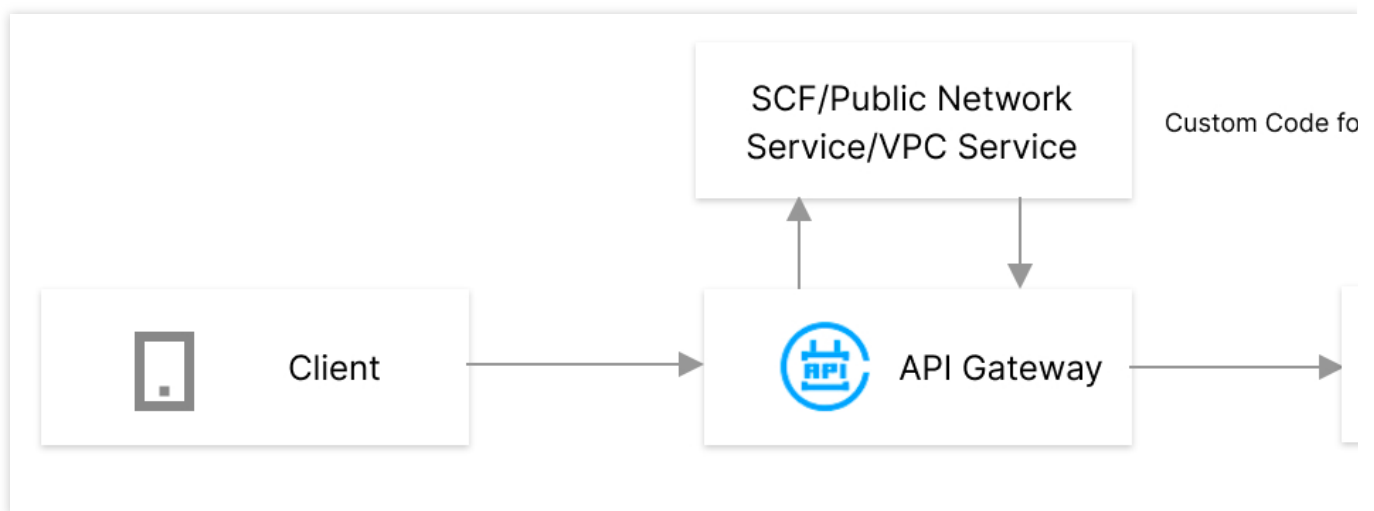 SCF/Public Network
Service/VPC Service
Custom Code fo
Client
API
API Gateway